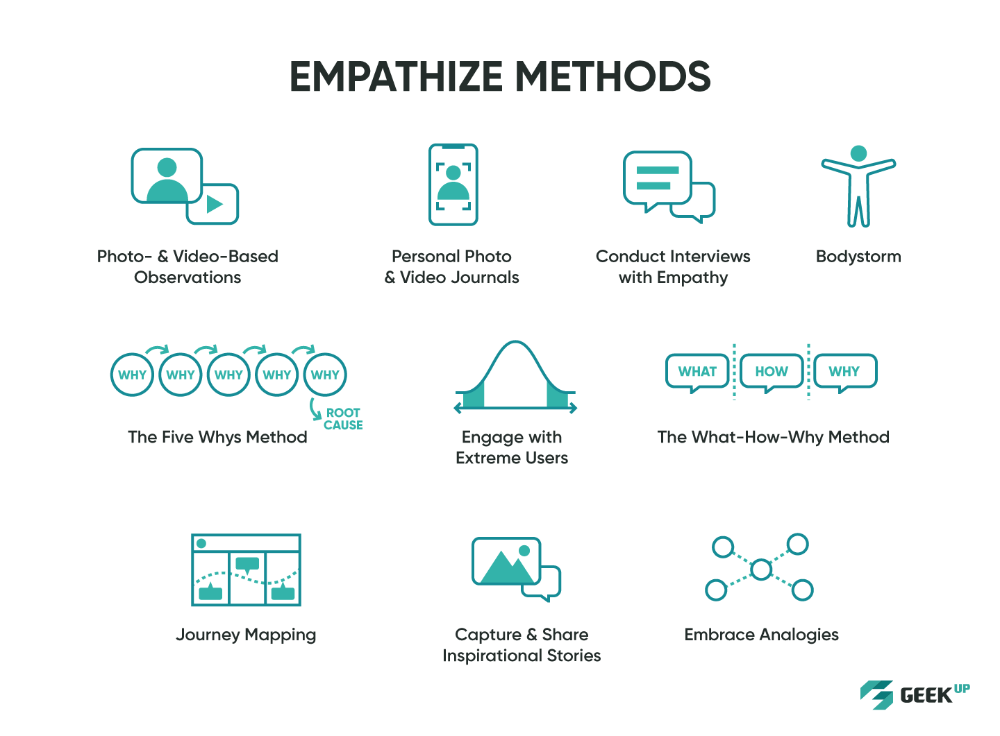 EMPATHIZE METHODS
Photo- & Video-Based
Observations
Personal Photo
& Video Journals
Conduct Interviews
with Empathy
Bodystorm
WHY
WHY
WHY
WHY
WHY
ROOT
CAUSE
The Five Whys Method
Engage with
Extreme Users
WHAT
HOW
WHY
The What-How-Why Method
Journey Mapping
Capture & Share
Inspirational Stories
Embrace Analogies
GEEK UP